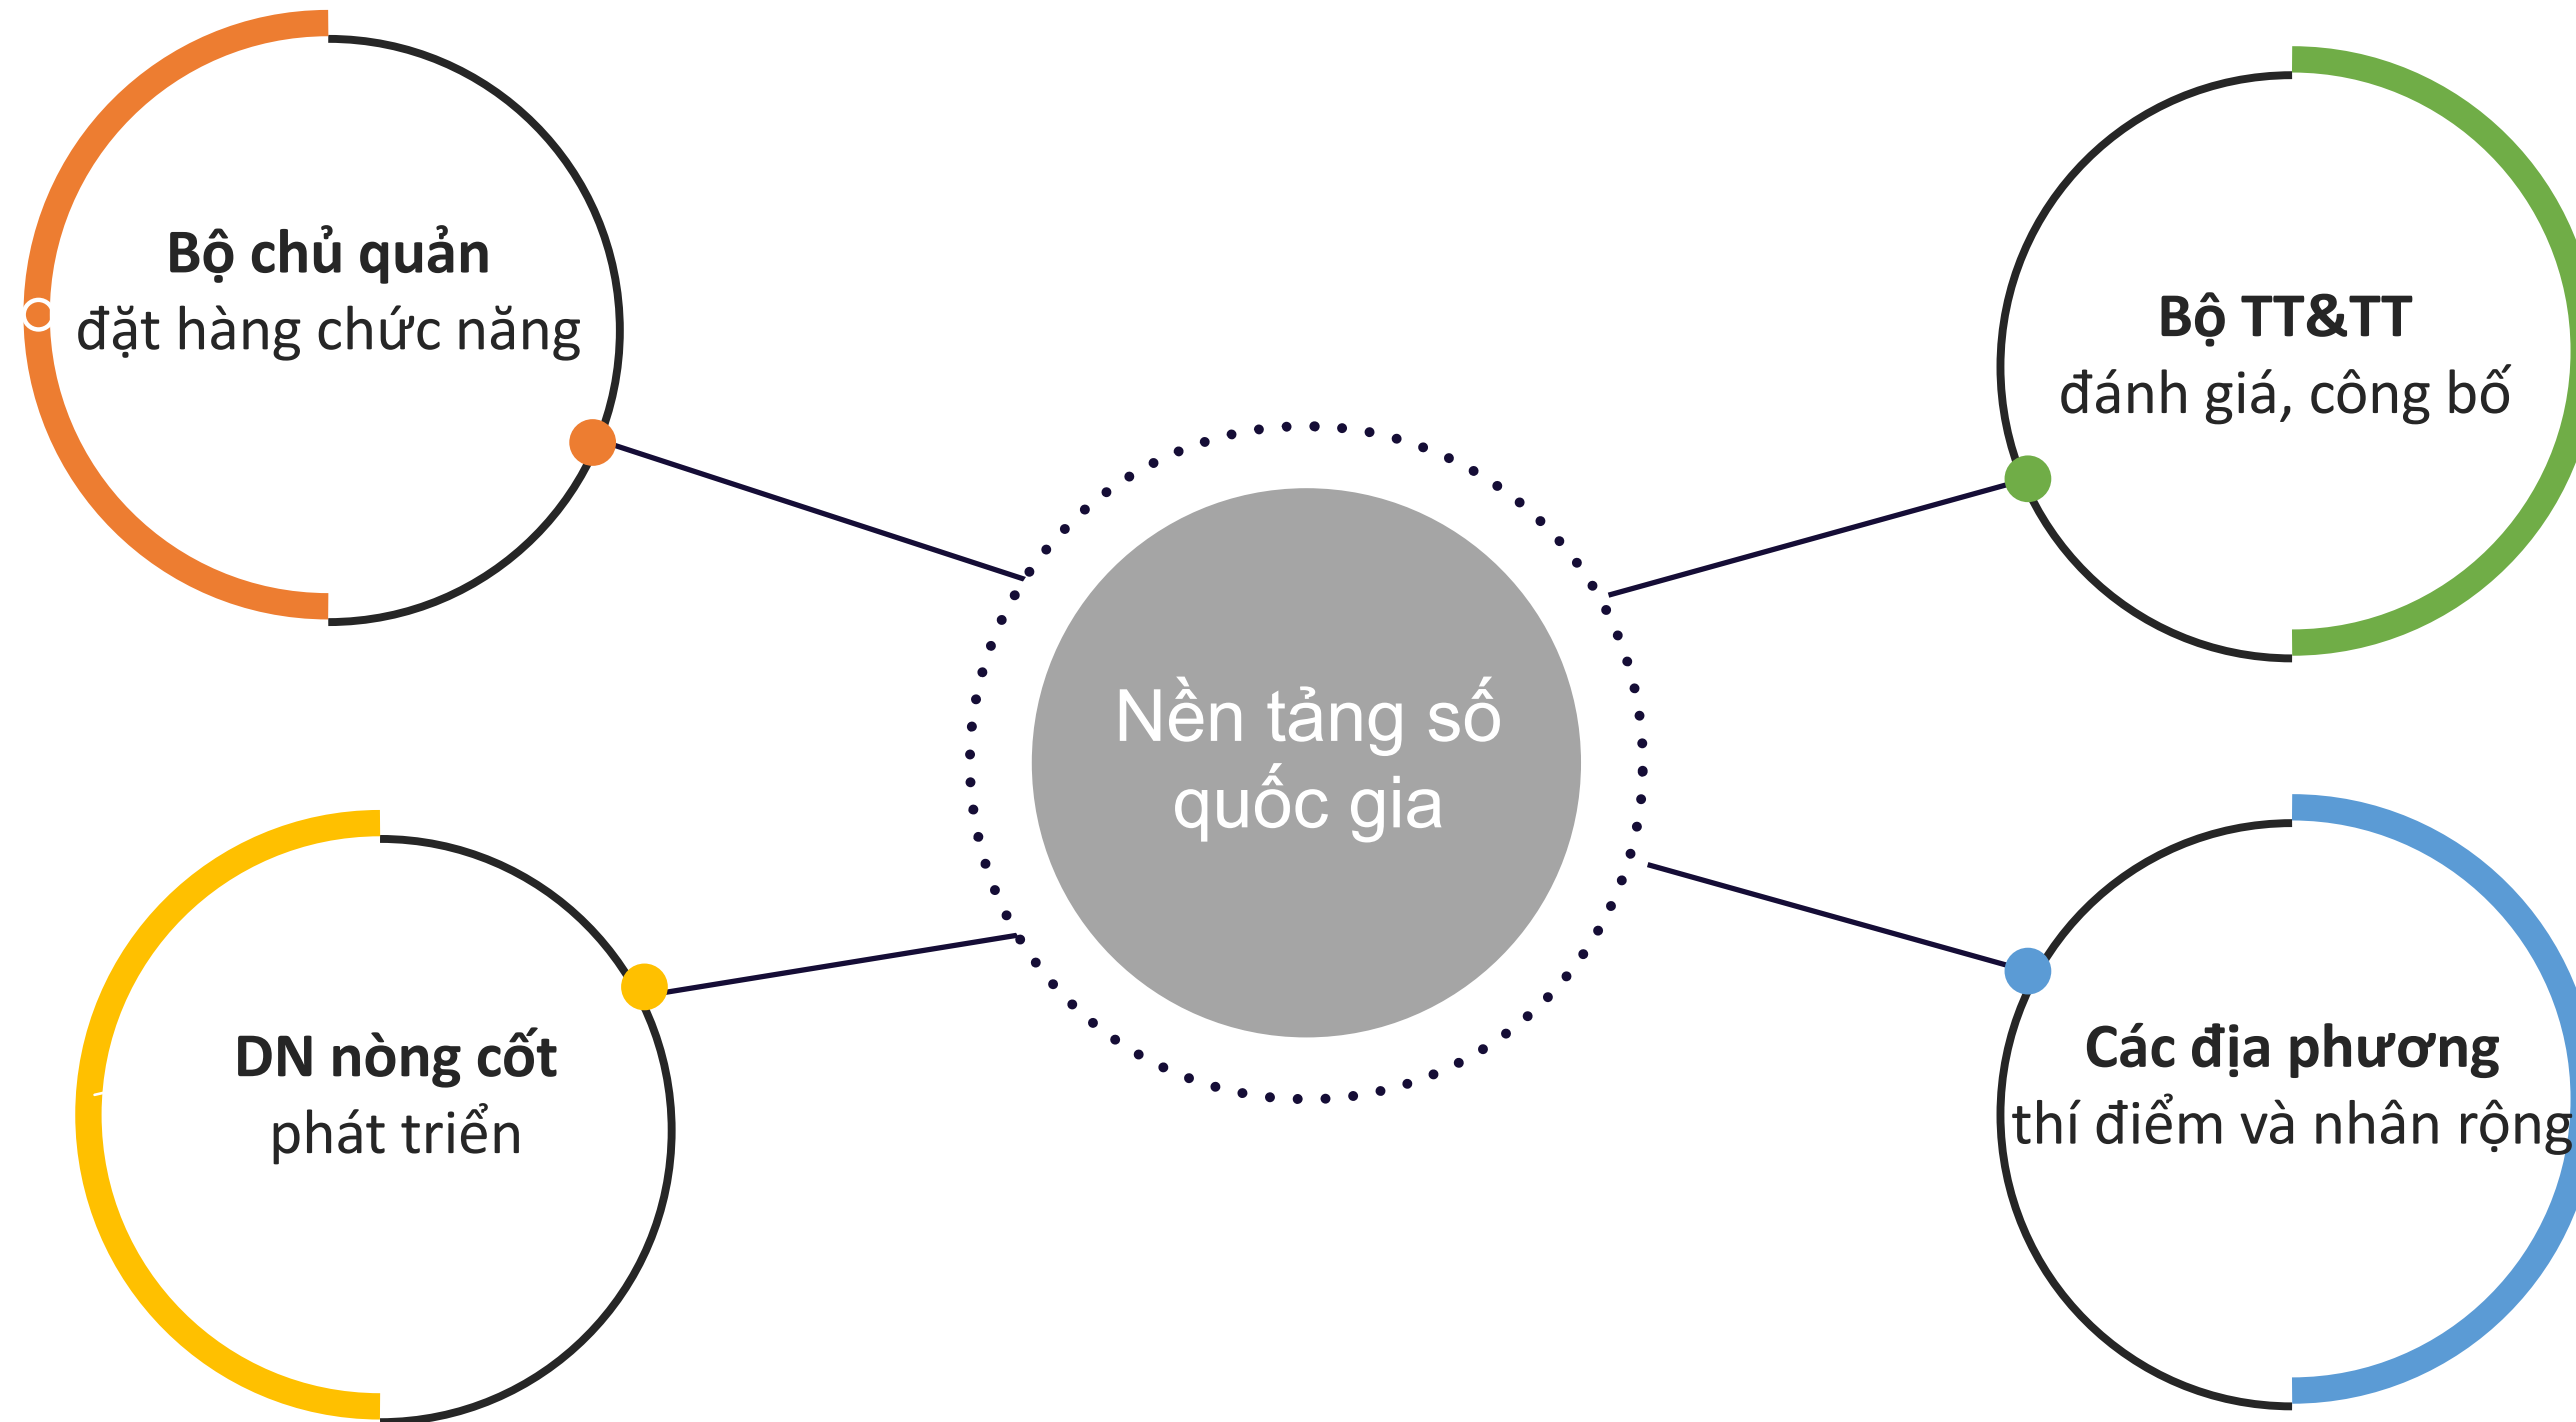 Bộ chủ quản
đặt hàng chức năng
Bộ TT&TT
đánh giá, công bố
Nền tảng số
quốc gia
DN nòng cốt
phát triển
Các địa phương
thí điểm và nhân rộng